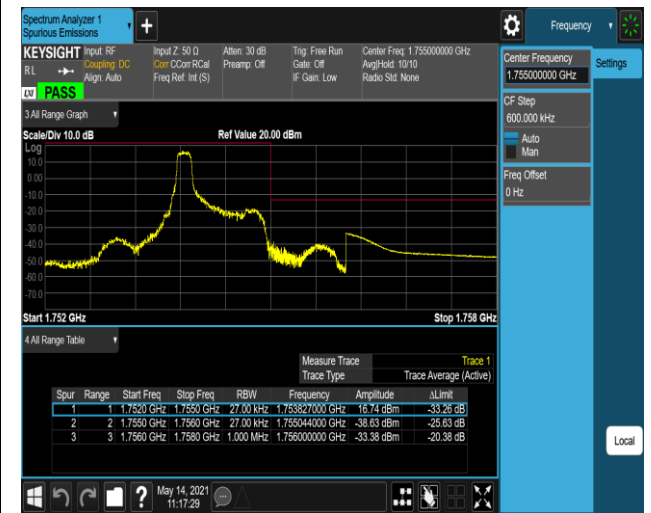 Spectrum Analyzer 1
Spurious Emissions
+
Frequency
KEYSIGHT
RL
LXI PASS
Input: RF
Coupling: DC
Align: Auto
Input Z: 50 Ω
Corr CCorr RCal
Freq Ref: Int (S)
Atten: 30 dB
Preamp: Off
Trig: Free Run
Gate: Off
IF Gain: Low
Center Freq: 1.755000000 GHz
Avg|Hold: 10/10
Radio Std: None
Center Frequency
1.755000000 GHz
Settings
CF Step
600.000 kHz
Auto
Man
Freq Offset
0 Hz
3 All Range Graph
Scale/Div 10.0 dB
Ref Value 20.00 dBm
Log
10.0
0.00
-10.0
-20.0
-30.0
-40.0
-50.0
-60.0
-70.0
Start 1.752 GHz
Stop 1.758 GHz
4 All Range Table
Measure Trace Trace 1
Trace Type Trace Average (Active)
Spur Range Start Freq Stop Freq RBW Frequency Amplitude ΔLimit
1 1 1.7520 GHz 1.7550 GHz 27.00 kHz 1.753827000 GHz 16.74 dBm -33.26 dB
2 2 1.7550 GHz 1.7560 GHz 27.00 kHz 1.755044000 GHz -38.63 dBm -25.63 dB
3 3 1.7560 GHz 1.7580 GHz 1.000 MHz 1.756000000 GHz -33.38 dBm -20.38 dB
Local
?
May 14, 2021
11:17:29